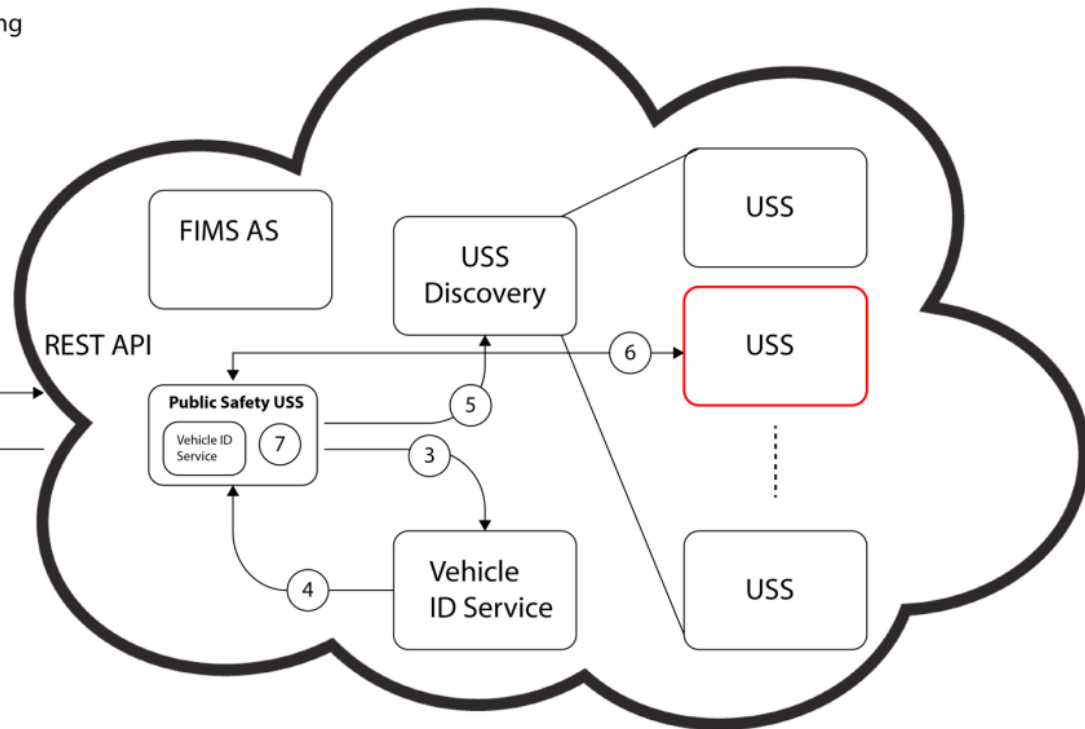 ng
USS
FIMS AS
USS
Discovery
REST API
USS
6
Public Safety USS
5
Vehicle ID
Service
7
3
Vehicle
ID Service
4
USS